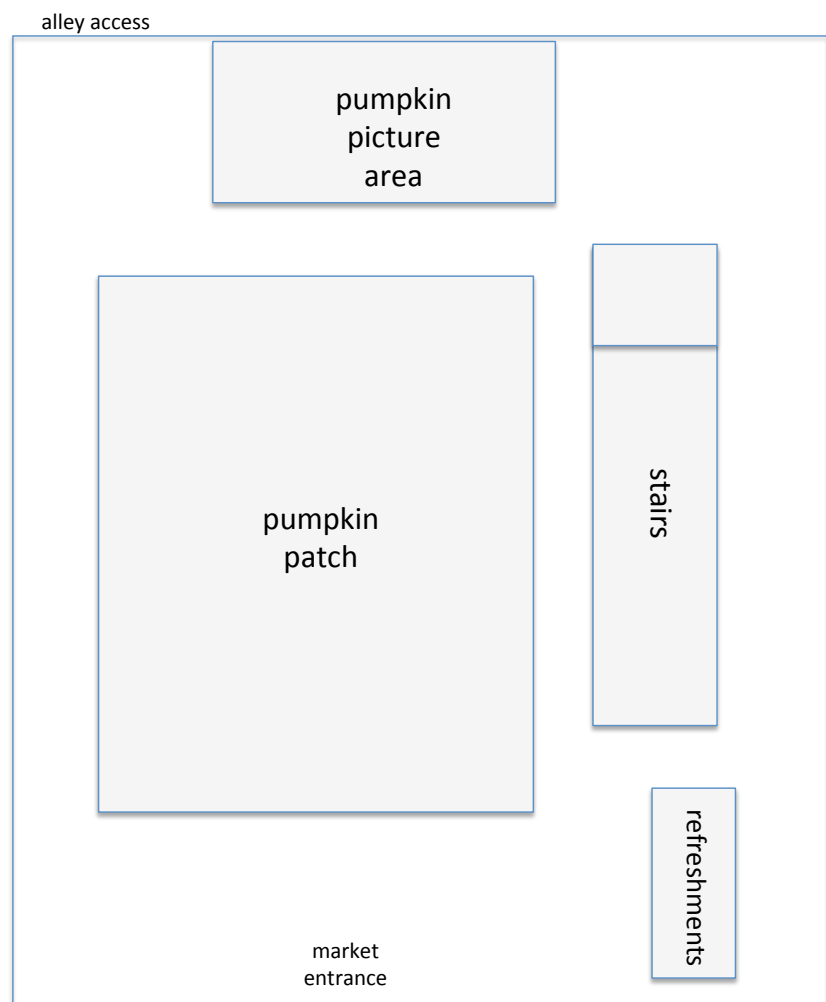 alley access
pumpkin
picture
area
stairs
pumpkin
patch
refreshments
market
entrance